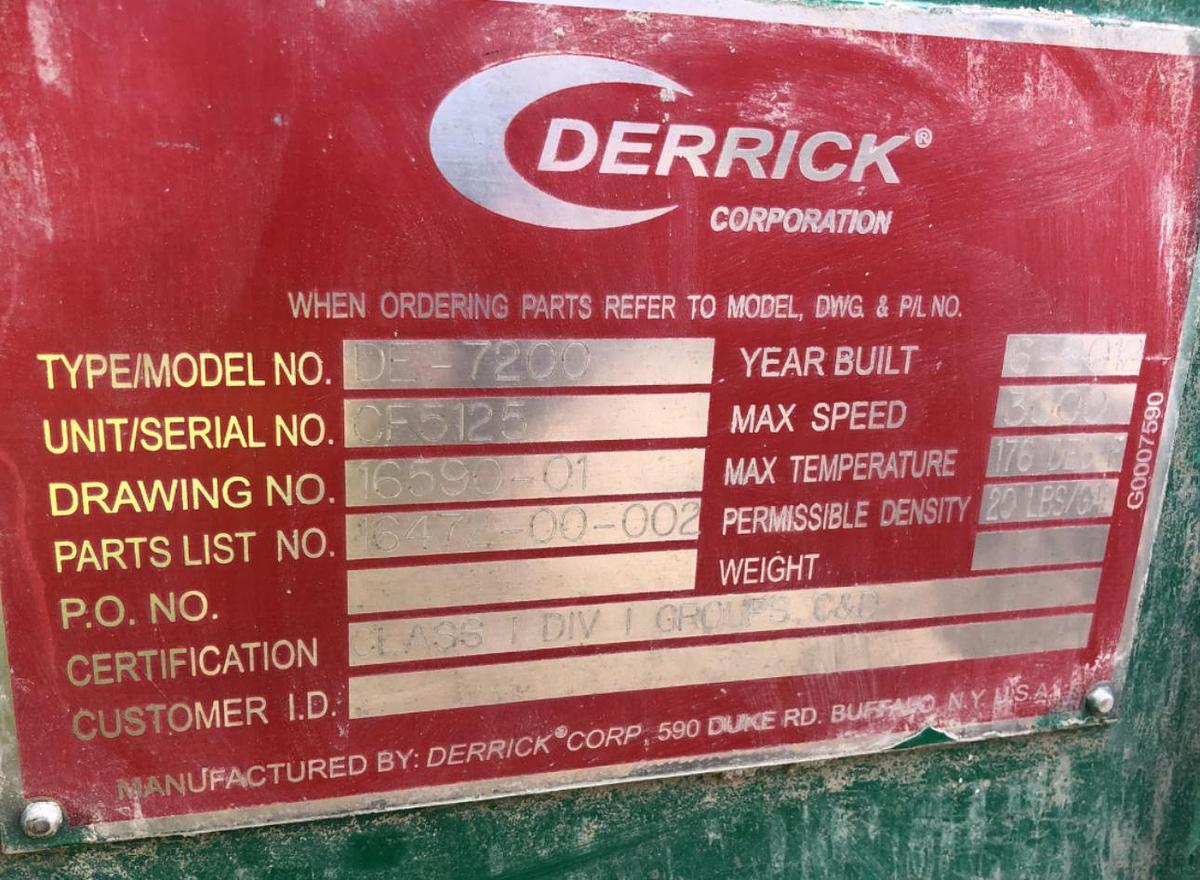 DERRICK®
CORPORATION
WHEN ORDERING PARTS REFER TO MODEL, DWG. & P/L NO.
TYPE/MODEL NO. DE-7200 YEAR BUILT
UNIT/SERIAL NO. CF5125 MAX SPEED
DRAWING NO. 16590-01 MAX TEMPERATURE 176
PARTS LIST NO. PERMISSIBLE DENSITY 20
P.O. NO. WEIGHT
CERTIFICATION CLASS I DIV I GROUPS, C&D
CUSTOMER I.D.
MANUFACTURED BY: DERRICK® CORP, 590 DUKE RD. BUFFALO, N.Y. U.S.A.
G0007590